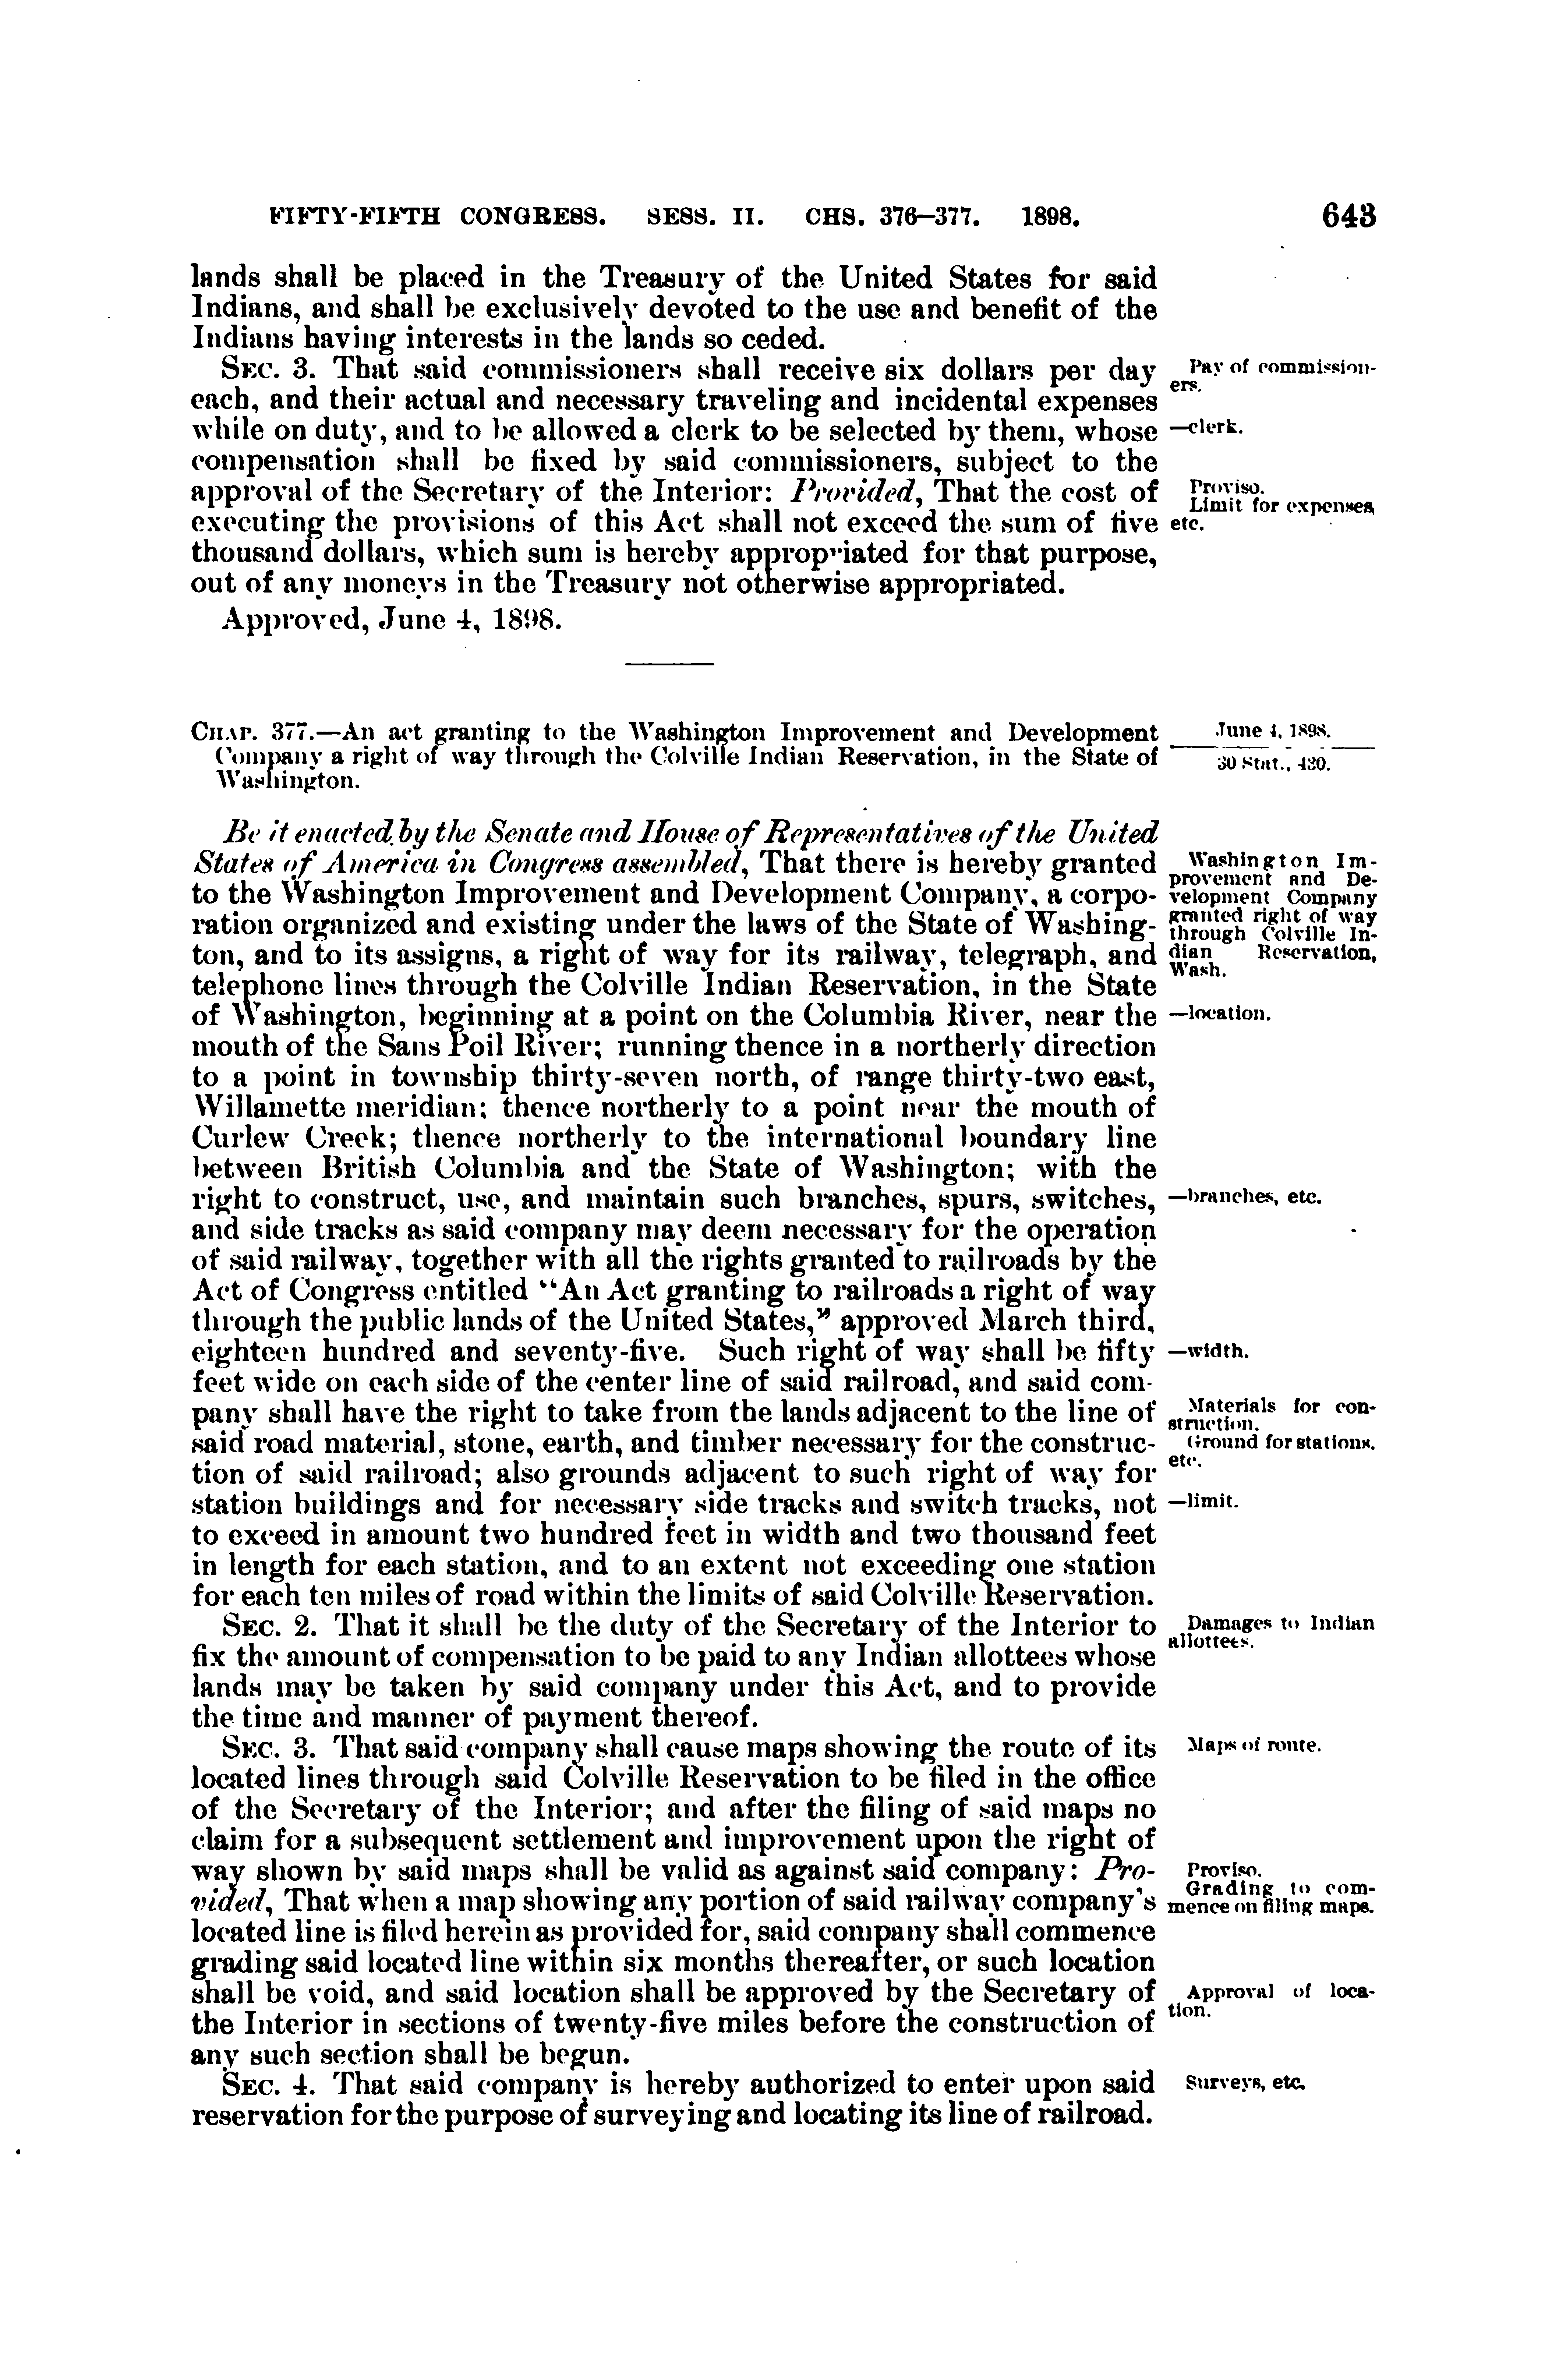 FIFTY-FIFTH CONGRESS. SESS. II. CHS. 376–377. 1898. 643
lands shall be placed in the Treasury of the United States for said
Indians, and shall be exclusively devoted to the use and benefit of the
Indians having interests in the lands so ceded.
SEC. 3. That said commissioners shall receive six dollars per day
each, and their actual and necessary traveling and incidental expenses
while on duty, and to be allowed a clerk to be selected by them, whose
compensation shall be fixed by said commissioners, subject to the
approval of the Secretary of the Interior: Provided, That the cost of
executing the provisions of this Act shall not exceed the sum of five
thousand dollars, which sum is hereby appropriated for that purpose,
out of any moneys in the Treasury not otherwise appropriated.
Approved, June 4, 1898.
Pay of commission-
ers.
—clerk.
Proviso.
Limit for expenses,
etc.
CHAP. 377.—An act granting to the Washington Improvement and Development
Company a right of way through the Colville Indian Reservation, in the State of
Washington.
June 4, 1898.
30 Stat., 430.
Be it enacted by the Senate and House of Representatives of the United
States of America in Congress assembled, That there is hereby granted
to the Washington Improvement and Development Company, a corpo-
ration organized and existing under the laws of the State of Washing-
ton, and to its assigns, a right of way for its railway, telegraph, and
telephone lines through the Colville Indian Reservation, in the State
of Washington, beginning at a point on the Columbia River, near the
mouth of the Sans Poil River; running thence in a northerly direction
to a point in township thirty-seven north, of range thirty-two east,
Willamette meridian; thence northerly to a point near the mouth of
Curlew Creek; thence northerly to the international boundary line
between British Columbia and the State of Washington; with the
right to construct, use, and maintain such branches, spurs, switches,
and side tracks as said company may deem necessary for the operation
of said railway, together with all the rights granted to railroads by the
Act of Congress entitled "An Act granting to railroads a right of way
through the public lands of the United States," approved March third,
eighteen hundred and seventy-five. Such right of way shall be fifty
feet wide on each side of the center line of said railroad, and said com-
pany shall have the right to take from the lands adjacent to the line of
said road material, stone, earth, and timber necessary for the construc-
tion of said railroad; also grounds adjacent to such right of way for
station buildings and for necessary side tracks and switch tracks, not
to exceed in amount two hundred feet in width and two thousand feet
in length for each station, and to an extent not exceeding one station
for each ten miles of road within the limits of said Colville Reservation.
Washington Im-
provement and De-
velopment Company
granted right of way
through Colville In-
dian Reservation,
Wash.
—location.
—branches, etc.
—width.
Materials for con-
struction.
Ground for stations.
etc.
—limit.
SEC. 2. That it shall be the duty of the Secretary of the Interior to
fix the amount of compensation to be paid to any Indian allottees whose
lands may be taken by said company under this Act, and to provide
the time and manner of payment thereof.
Damages to Indian
allottees.
SEC. 3. That said company shall cause maps showing the route of its
located lines through said Colville Reservation to be filed in the office
of the Secretary of the Interior; and after the filing of said maps no
claim for a subsequent settlement and improvement upon the right of
way shown by said maps shall be valid as against said company: Pro-
vided, That when a map showing any portion of said railway company's
located line is filed herein as provided for, said company shall commence
grading said located line within six months thereafter, or such location
shall be void, and said location shall be approved by the Secretary of
the Interior in sections of twenty-five miles before the construction of
any such section shall be begun.
Maps of route.
Proviso.
Grading to com-
mence on filing maps.
Approval of loca-
tion.
SEC. 4. That said company is hereby authorized to enter upon said
reservation for the purpose of surveying and locating its line of railroad.
Surveys, etc.